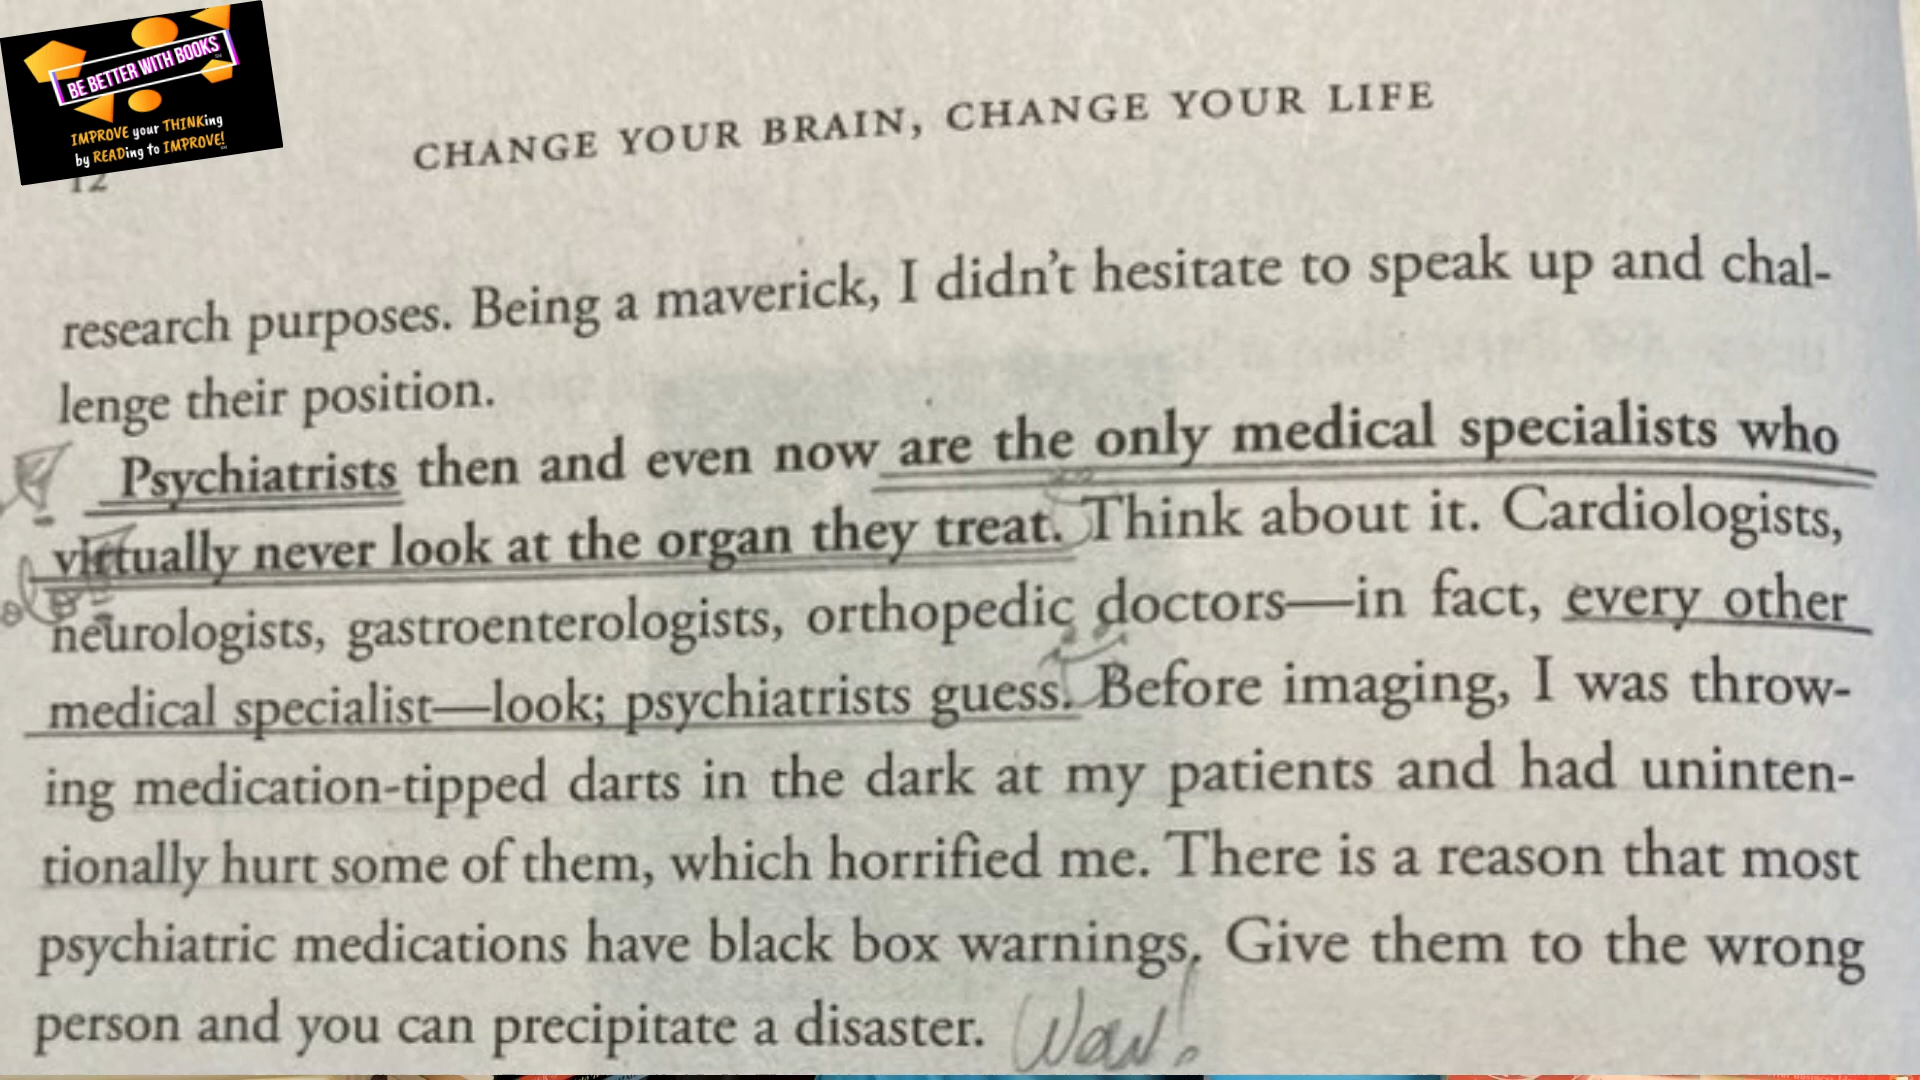 BE BETTER WITH BOOKS
IMPROVE your THINKing
by READing to IMPROVE!
12
CHANGE YOUR BRAIN, CHANGE YOUR LIFE
research purposes. Being a maverick, I didn't hesitate to speak up and chal-
lenge their position.
Psychiatrists then and even now are the only medical specialists who
virtually never look at the organ they treat. Think about it. Cardiologists,
neurologists, gastroenterologists, orthopedic doctors—in fact, every other
medical specialist—look; psychiatrists guess. Before imaging, I was throw-
ing medication-tipped darts in the dark at my patients and had uninten-
tionally hurt some of them, which horrified me. There is a reason that most
psychiatric medications have black box warnings. Give them to the wrong
person and you can precipitate a disaster. Wow!